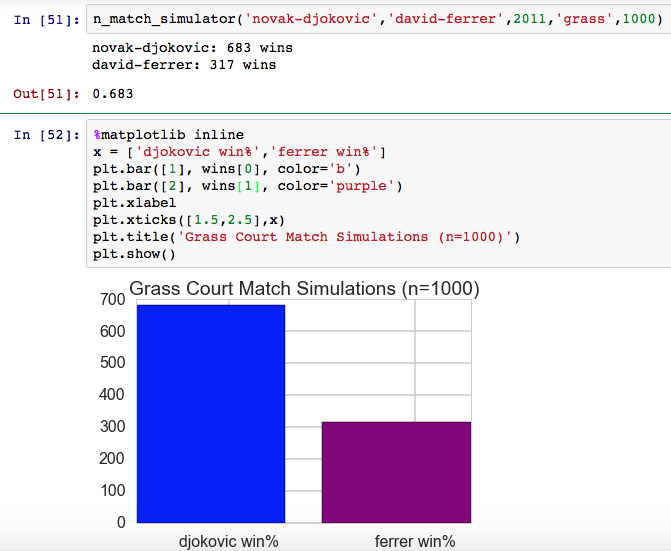 In [51]: n_match_simulator('novak-djokovic','david-ferrer',2011,'grass',1000)
novak-djokovic: 683 wins
david-ferrer: 317 wins
Out[51]: 0.683
In [52]: %matplotlib inline
x = ['djokovic win%','ferrer win%']
plt.bar([1], wins[0], color='b')
plt.bar([2], wins[1], color='purple')
plt.xlabel
plt.xticks([1.5,2.5],x)
plt.title('Grass Court Match Simulations (n=1000)')
plt.show()
Grass Court Match Simulations (n=1000)
700
600
500
400
300
200
100
0
djokovic win% ferrer win%